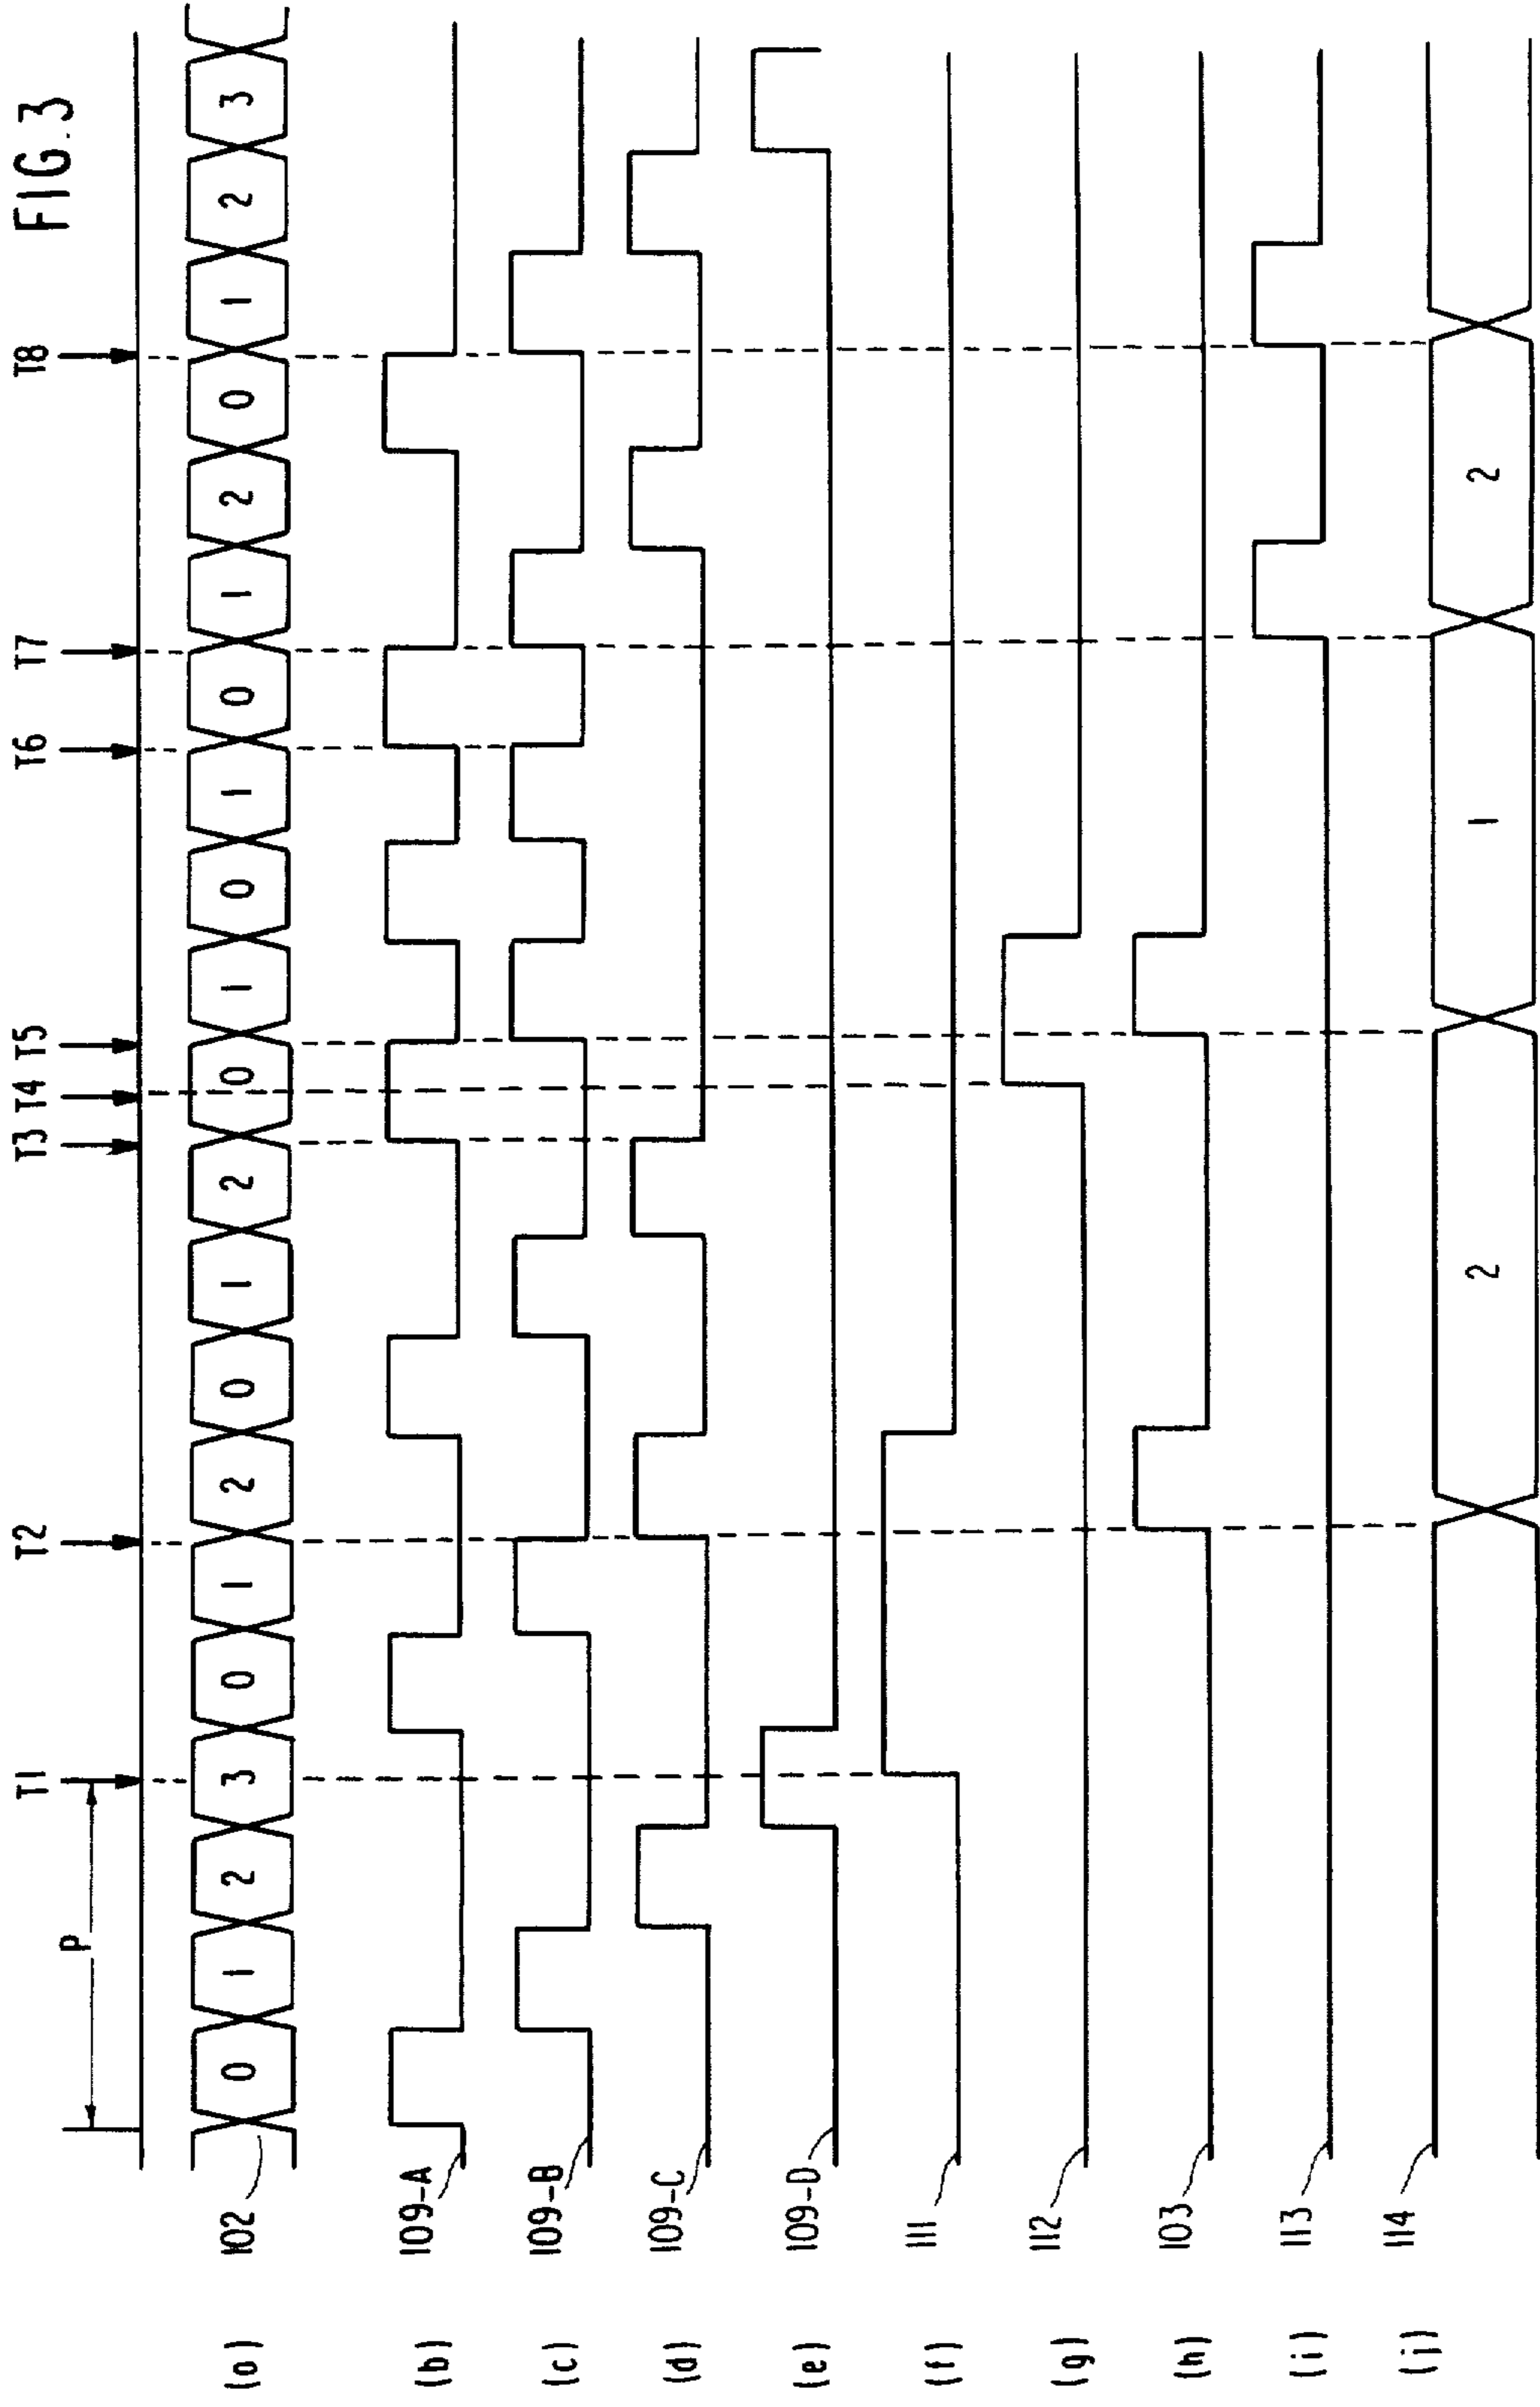 FIG. 3
P T1 T2 T3 T4 T5 T6 T7 T8
(a) 102 0 1 2 3 0 1 2 0 1 2 0 1 0 1 0 1 2 0 1 2 3
(b) 109-A
(c) 109-B
(d) 109-C
(e) 109-D
(f) 111
(g) 112
(h) 103
(i) 113
(j) 114 2 1 2